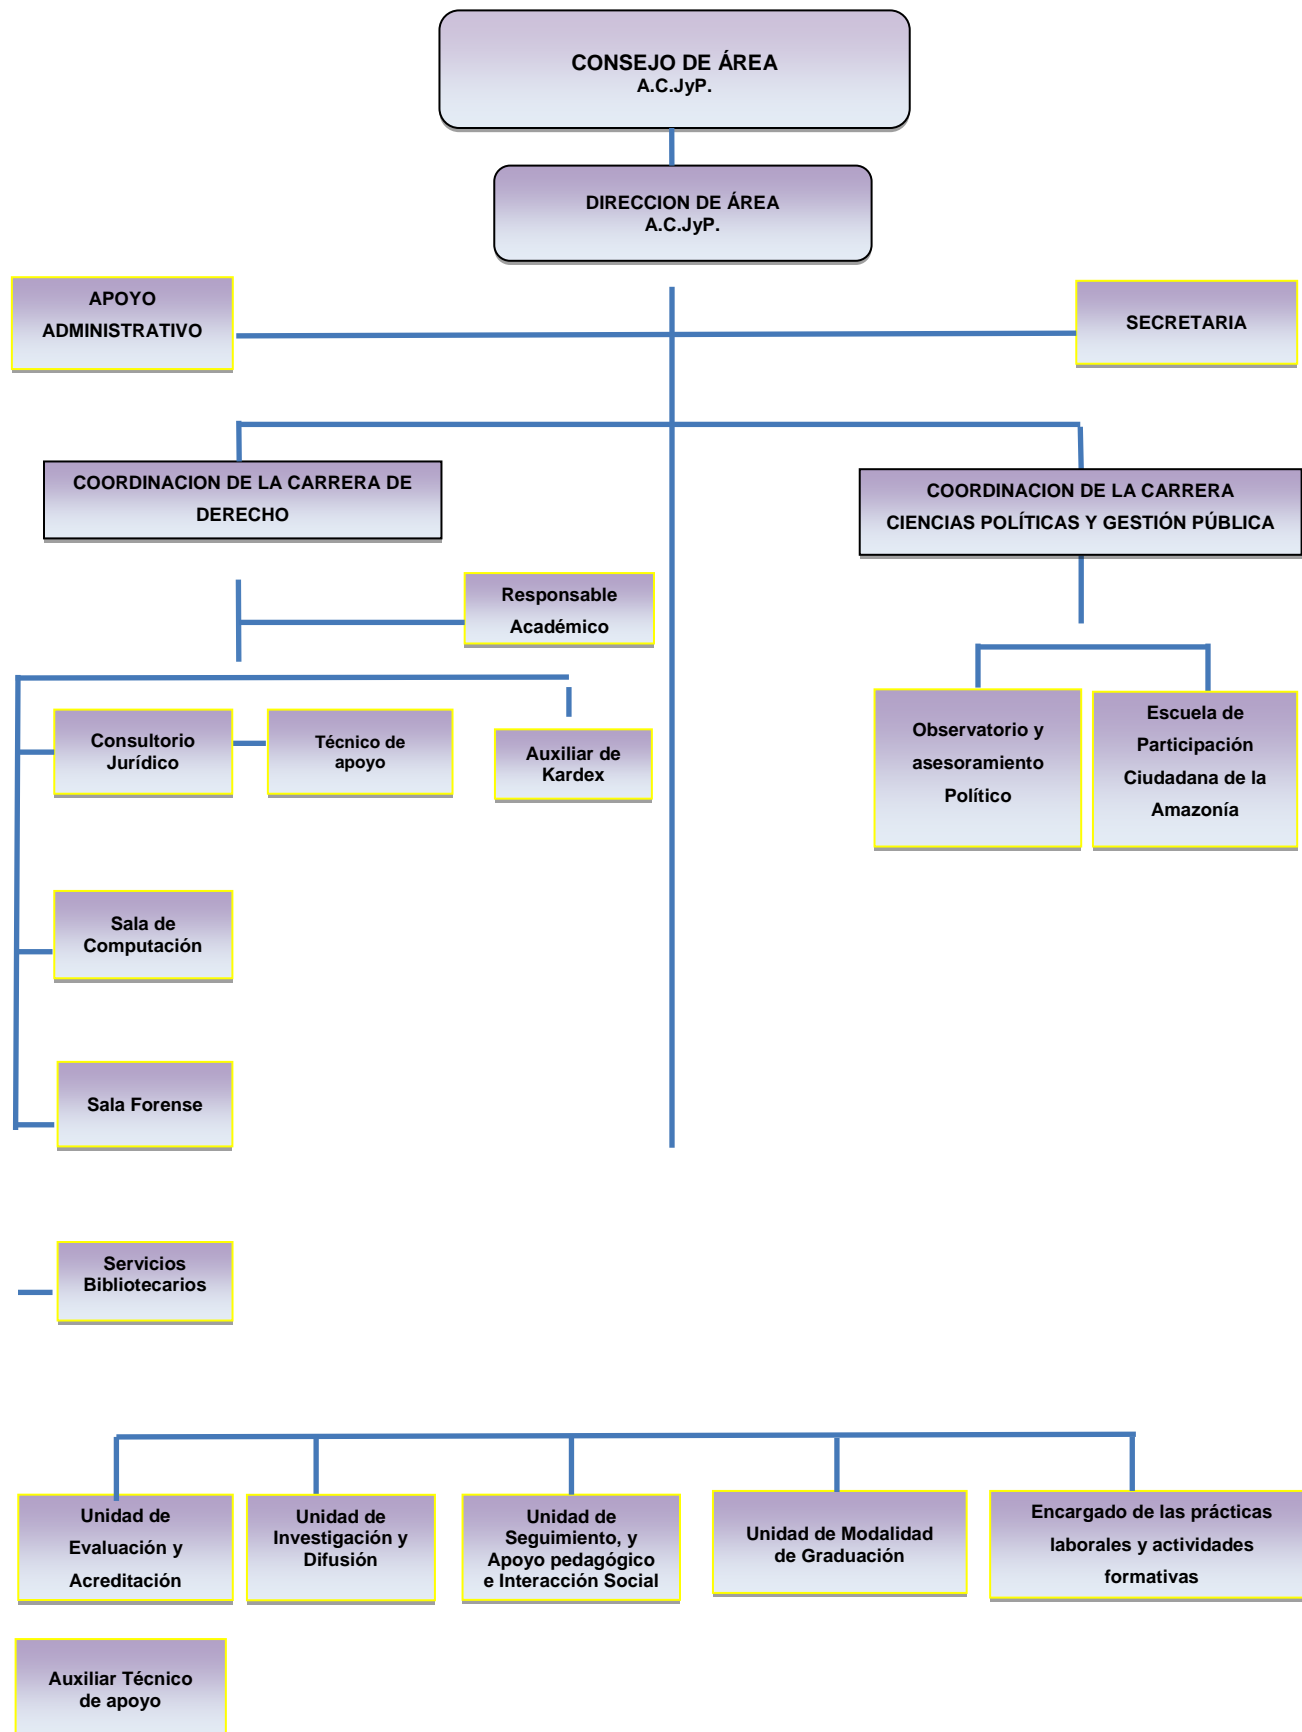 CONSEJO DE ÁREA
A.C.JyP.
DIRECCION DE ÁREA
A.C.JyP.
APOYO
ADMINISTRATIVO
SECRETARIA
COORDINACION DE LA CARRERA DE
DERECHO
COORDINACION DE LA CARRERA
CIENCIAS POLÍTICAS Y GESTIÓN PÚBLICA
Responsable
Académico
Consultorio
Jurídico
Técnico de
apoyo
Auxiliar de
Kardex
Observatorio y
asesoramiento
Político
Escuela de
Participación
Ciudadana de la
Amazonía
Sala de
Computación
Sala Forense
Servicios
Bibliotecarios
Unidad de
Evaluación y
Acreditación
Unidad de
Investigación y
Difusión
Unidad de
Seguimiento, y
Apoyo pedagógico
e Interacción Social
Unidad de Modalidad
de Graduación
Encargado de las prácticas
laborales y actividades
formativas
Auxiliar Técnico
de apoyo